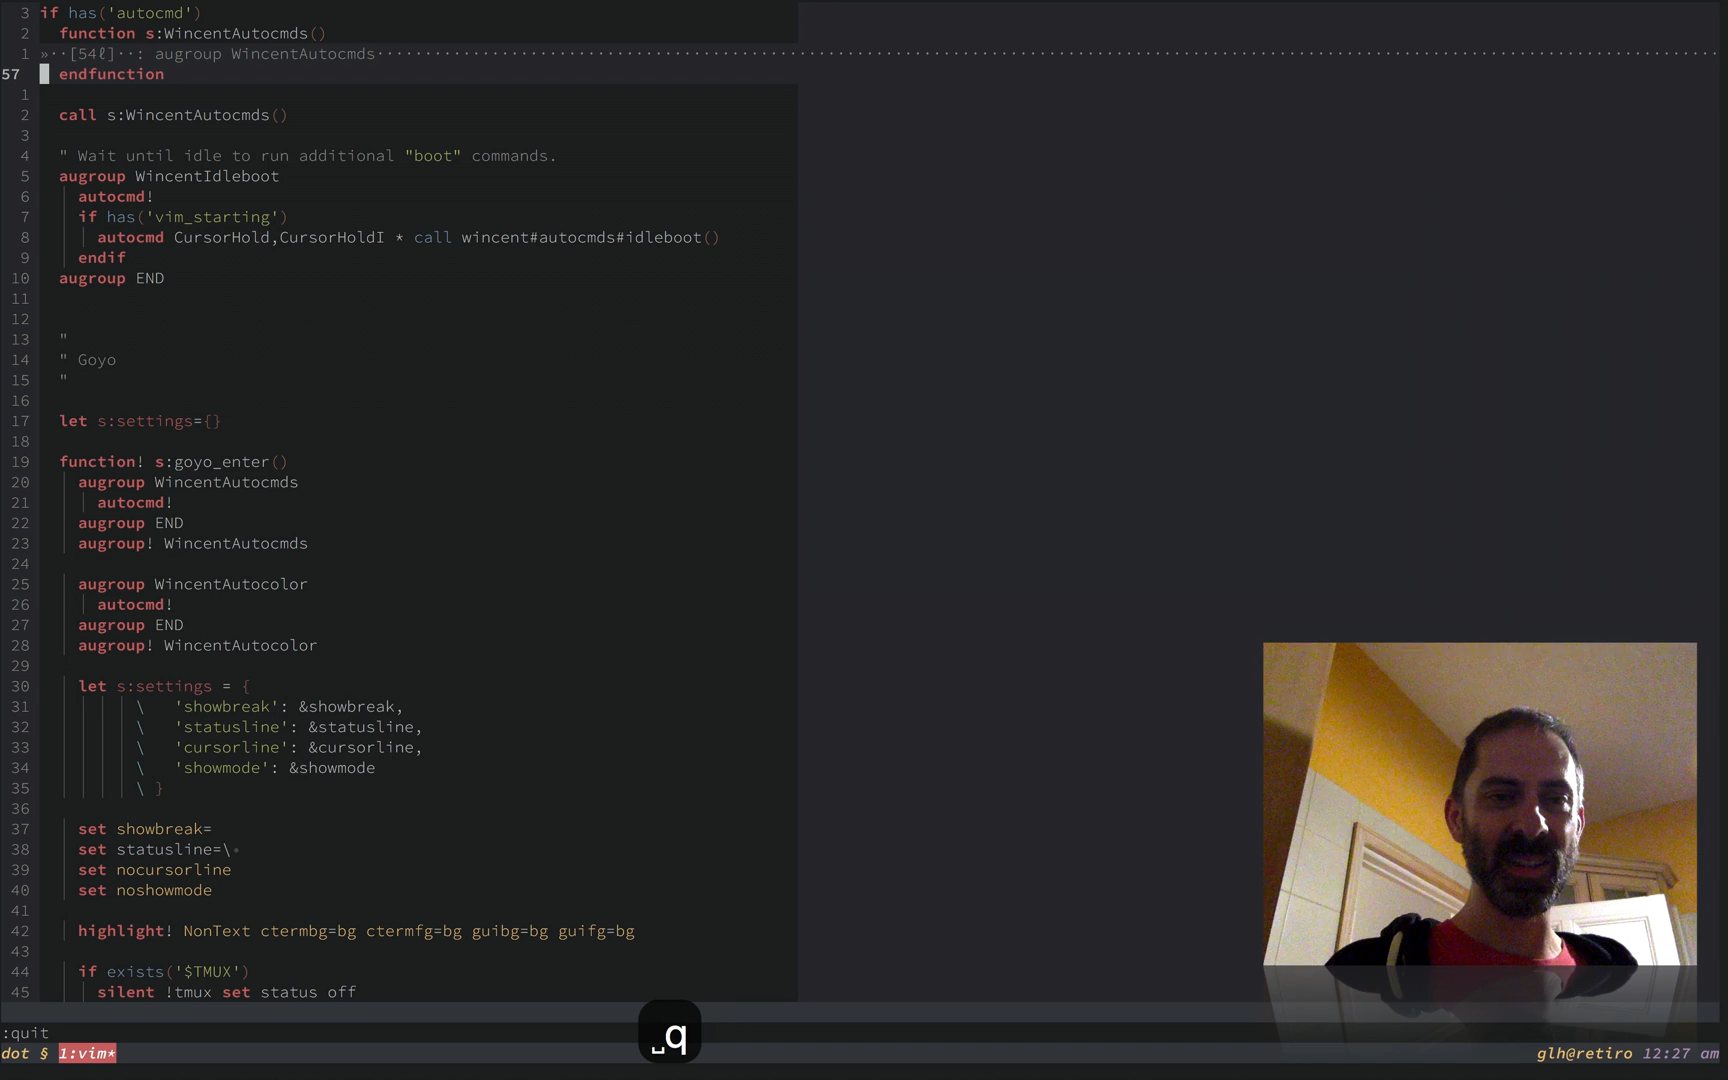 3 if has('autocmd')
2   function s:WincentAutocmds()
1 »··[54ℓ]··: augroup WincentAutocmds··········
57   endfunction
1
2   call s:WincentAutocmds()
3
4   " Wait until idle to run additional "boot" commands.
5   augroup WincentIdleboot
6     autocmd!
7     if has('vim_starting')
8       autocmd CursorHold,CursorHoldI * call wincent#autocmds#idleboot()
9     endif
10   augroup END
11
12
13   "
14   " Goyo
15   "
16
17   let s:settings={}
18
19   function! s:goyo_enter()
20     augroup WincentAutocmds
21       autocmd!
22     augroup END
23     augroup! WincentAutocmds
24
25     augroup WincentAutocolor
26       autocmd!
27     augroup END
28     augroup! WincentAutocolor
29
30     let s:settings = {
31           \   'showbreak': &showbreak,
32           \   'statusline': &statusline,
33           \   'cursorline': &cursorline,
34           \   'showmode': &showmode
35           \ }
36
37     set showbreak=
38     set statusline=\•
39     set nocursorline
40     set noshowmode
41
42     highlight! NonText ctermbg=bg ctermfg=bg guibg=bg guifg=bg
43
44     if exists('$TMUX')
45       silent !tmux set status off
:quit
␣q
dot § 1:vim* glh@retiro 12:27 am